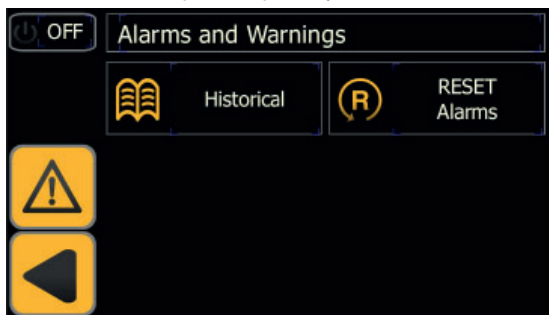 OFF
Alarms and Warnings
Historical
R
RESET
Alarms